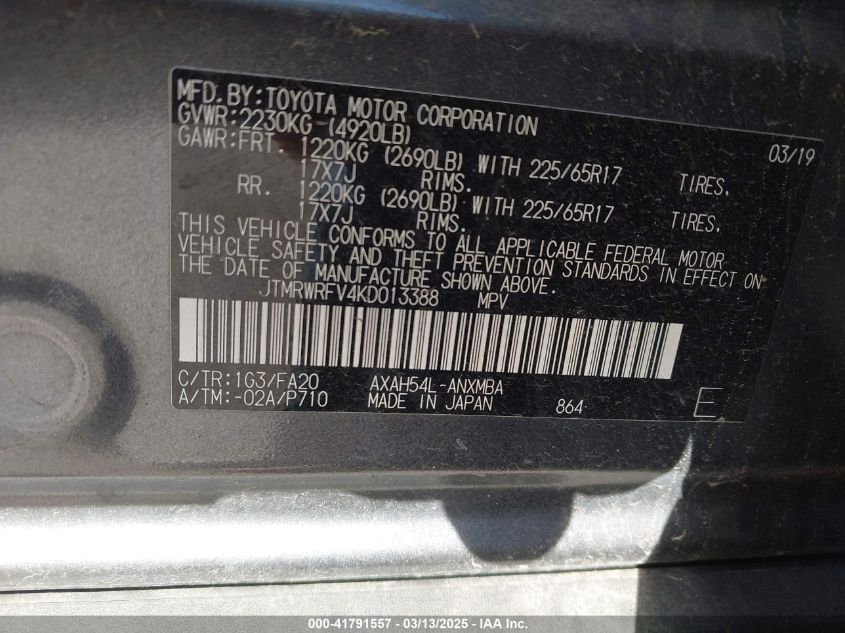 MFD. BY: TOYOTA MOTOR CORPORATION
GVWR: 2230KG (4920LB) 03/19
GAWR: FRT. 1220KG (2690LB) WITH 225/65R17 TIRES,
17X7J RIMS.
RR. 1220KG (2690LB) WITH 225/65R17 TIRES,
17X7J RIMS.
THIS VEHICLE CONFORMS TO ALL APPLICABLE FEDERAL MOTOR
VEHICLE SAFETY AND THEFT PREVENTION STANDARDS IN EFFECT ON
THE DATE OF MANUFACTURE SHOWN ABOVE.
JTMRWRFV4KD013388 MPV
C/TR: 1G3/FA20 AXAH54L-ANXMBA
A/TM: -02A/P710 MADE IN JAPAN 864 E
000-41791557 - 03/13/2025 - IAA Inc.